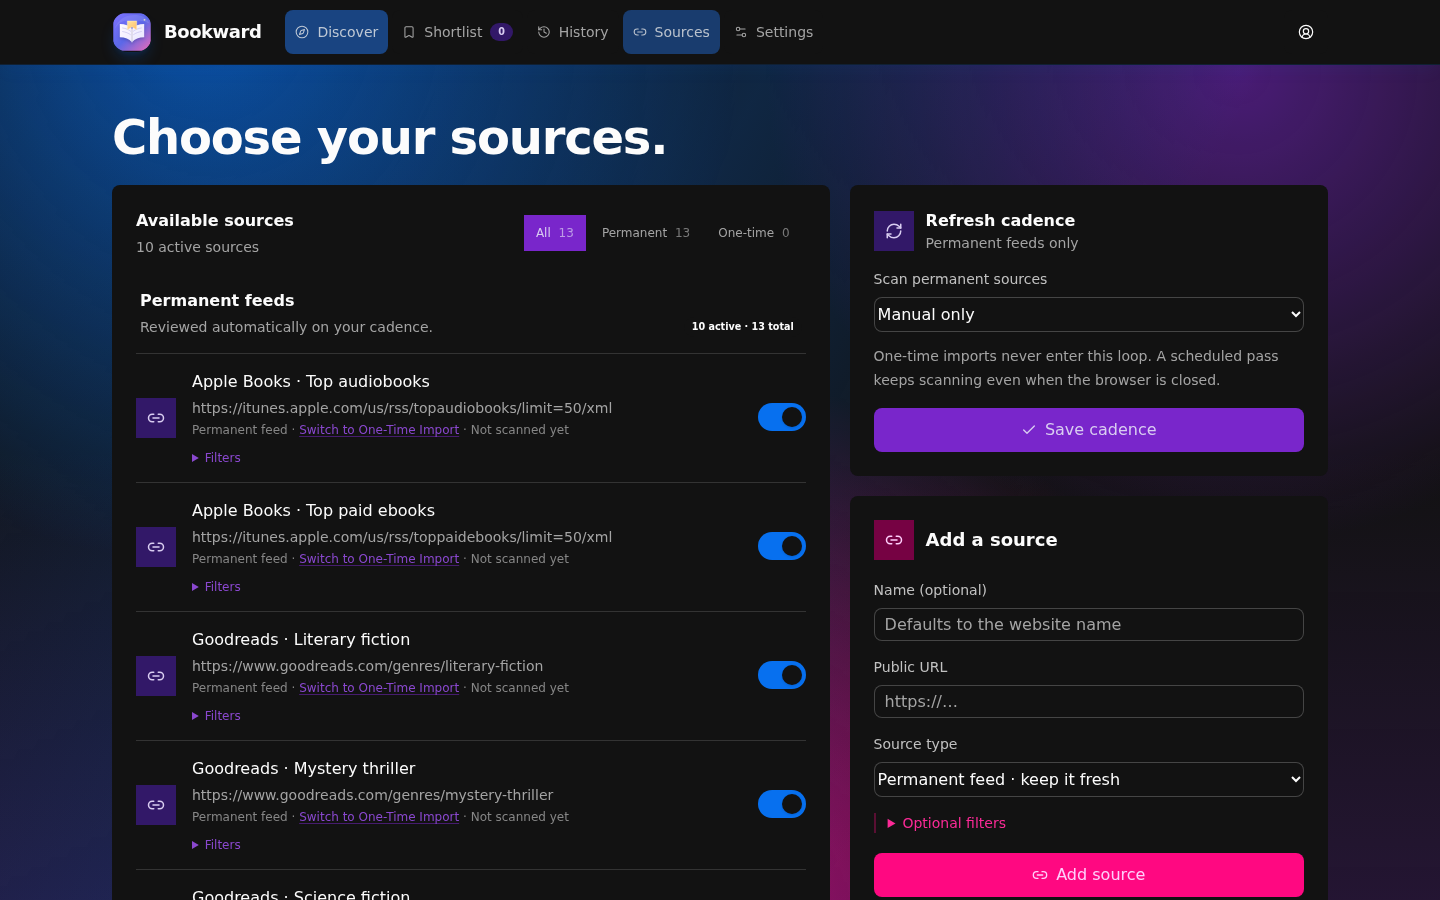 Bookward
Discover
Shortlist 0
History
Sources
Settings
Choose your sources.
Available sources
10 active sources
All 13
Permanent 13
One-time 0
Permanent feeds
Reviewed automatically on your cadence.
10 active · 13 total
Apple Books · Top audiobooks
https://itunes.apple.com/us/rss/topaudiobooks/limit=50/xml
Permanent feed · Switch to One-Time Import · Not scanned yet
Filters
Apple Books · Top paid ebooks
https://itunes.apple.com/us/rss/toppaidebooks/limit=50/xml
Permanent feed · Switch to One-Time Import · Not scanned yet
Filters
Goodreads · Literary fiction
https://www.goodreads.com/genres/literary-fiction
Permanent feed · Switch to One-Time Import · Not scanned yet
Filters
Goodreads · Mystery thriller
https://www.goodreads.com/genres/mystery-thriller
Permanent feed · Switch to One-Time Import · Not scanned yet
Filters
Goodreads · Science fiction
Refresh cadence
Permanent feeds only
Scan permanent sources
Manual only
One-time imports never enter this loop. A scheduled pass
keeps scanning even when the browser is closed.
Save cadence
Add a source
Name (optional)
Defaults to the website name
Public URL
https://...
Source type
Permanent feed · keep it fresh
Optional filters
Add source